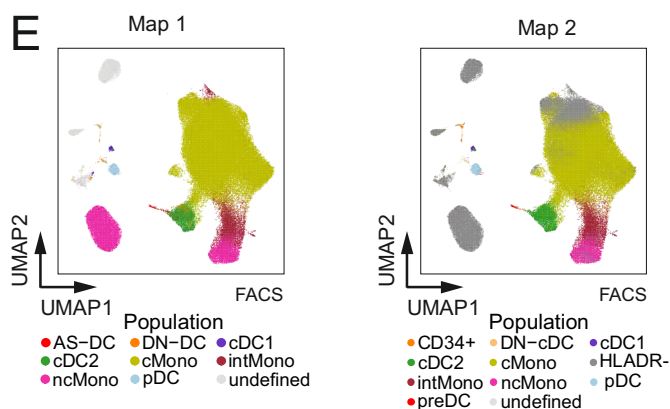 E
Map 1
Map 2
UMAP2
UMAP1
FACS
UMAP2
UMAP1
FACS
Population
AS−DC DN−DC cDC1
cDC2 cMono intMono
ncMono pDC undefined
Population
CD34+ DN−cDC cDC1
cDC2 cMono HLADR-
intMono ncMono pDC
preDC undefined